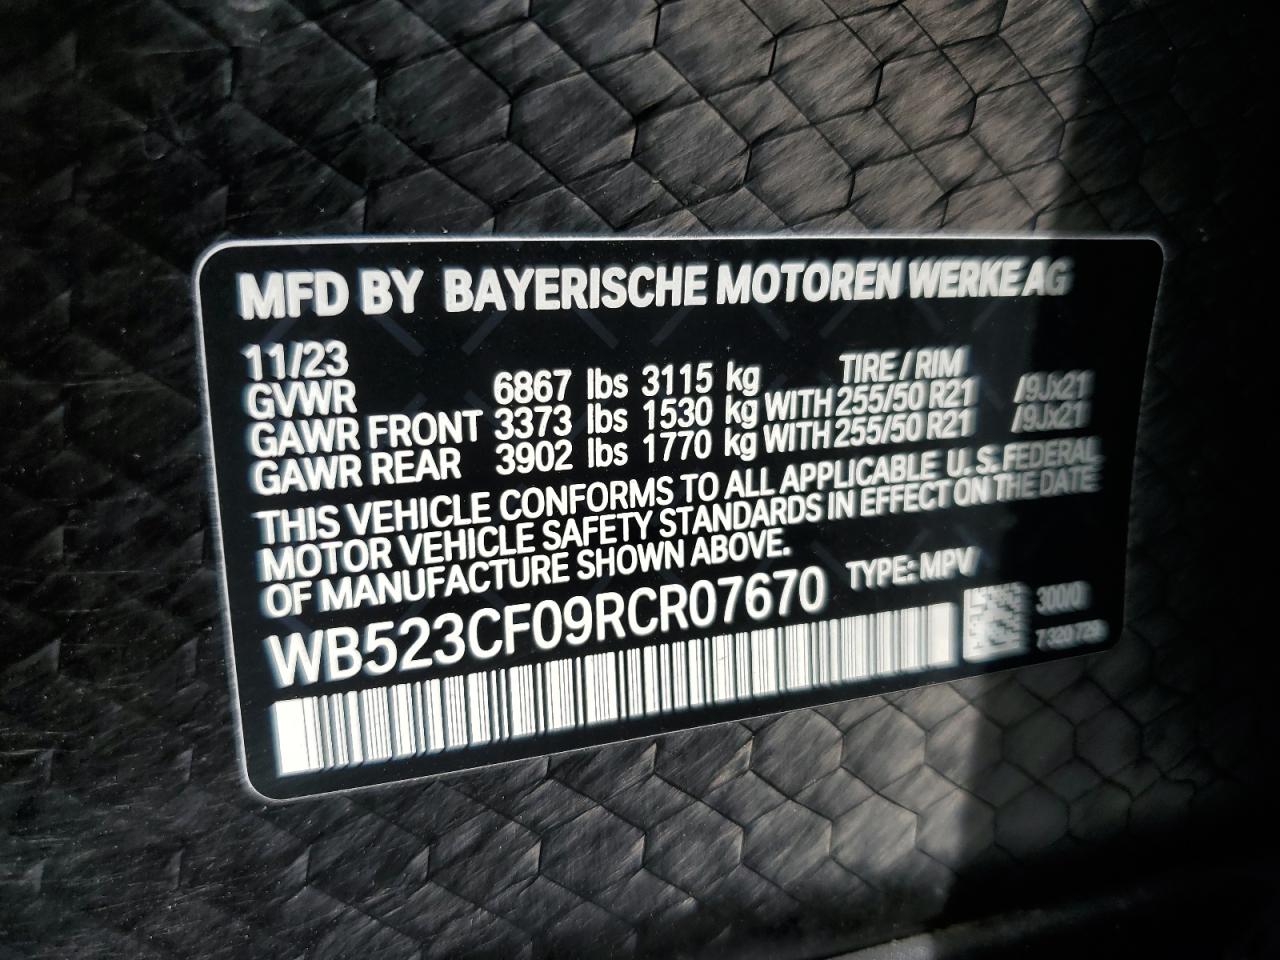 MFD BY BAYERISCHE MOTOREN WERKE AG
11/23 TIRE / RIM
GVWR 6867 lbs 3115 kg
GAWR FRONT 3373 lbs 1530 kg WITH 255/50 R21 /9Jx21
GAWR REAR 3902 lbs 1770 kg WITH 255/50 R21 /9Jx21
THIS VEHICLE CONFORMS TO ALL APPLICABLE U.S. FEDERAL
MOTOR VEHICLE SAFETY STANDARDS IN EFFECT ON THE DATE
OF MANUFACTURE SHOWN ABOVE.
WB523CF09RCR07670 TYPE: MPV
300/0